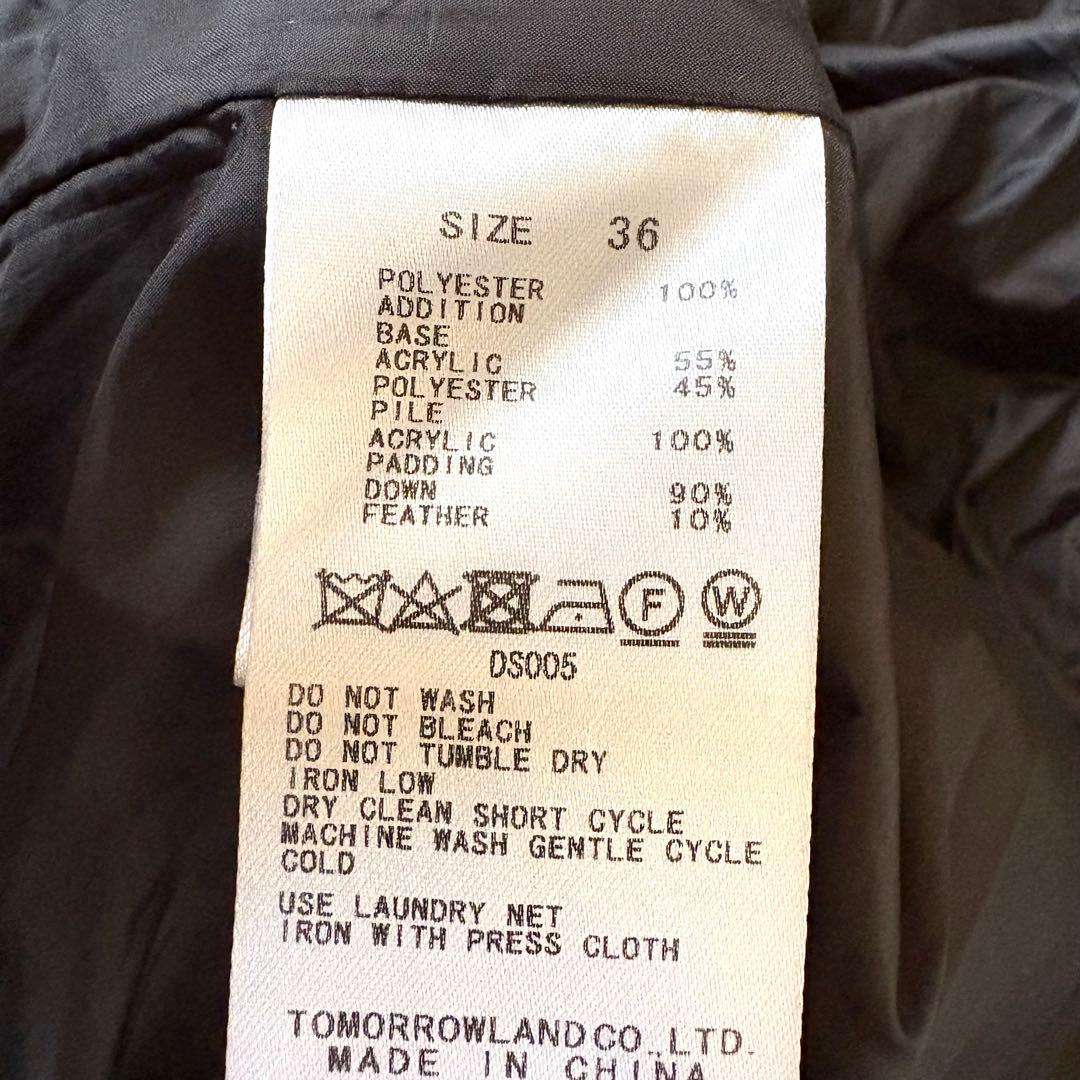 SIZE 36
POLYESTER 100%
ADDITION
BASE
ACRYLIC 55%
POLYESTER 45%
PILE
ACRYLIC 100%
PADDING
DOWN 90%
FEATHER 10%
F W
DS005
DO NOT WASH
DO NOT BLEACH
DO NOT TUMBLE DRY
IRON LOW
DRY CLEAN SHORT CYCLE
MACHINE WASH GENTLE CYCLE
COLD
USE LAUNDRY NET
IRON WITH PRESS CLOTH
TOMORROWLAND CO.,LTD.
MADE IN CHINA